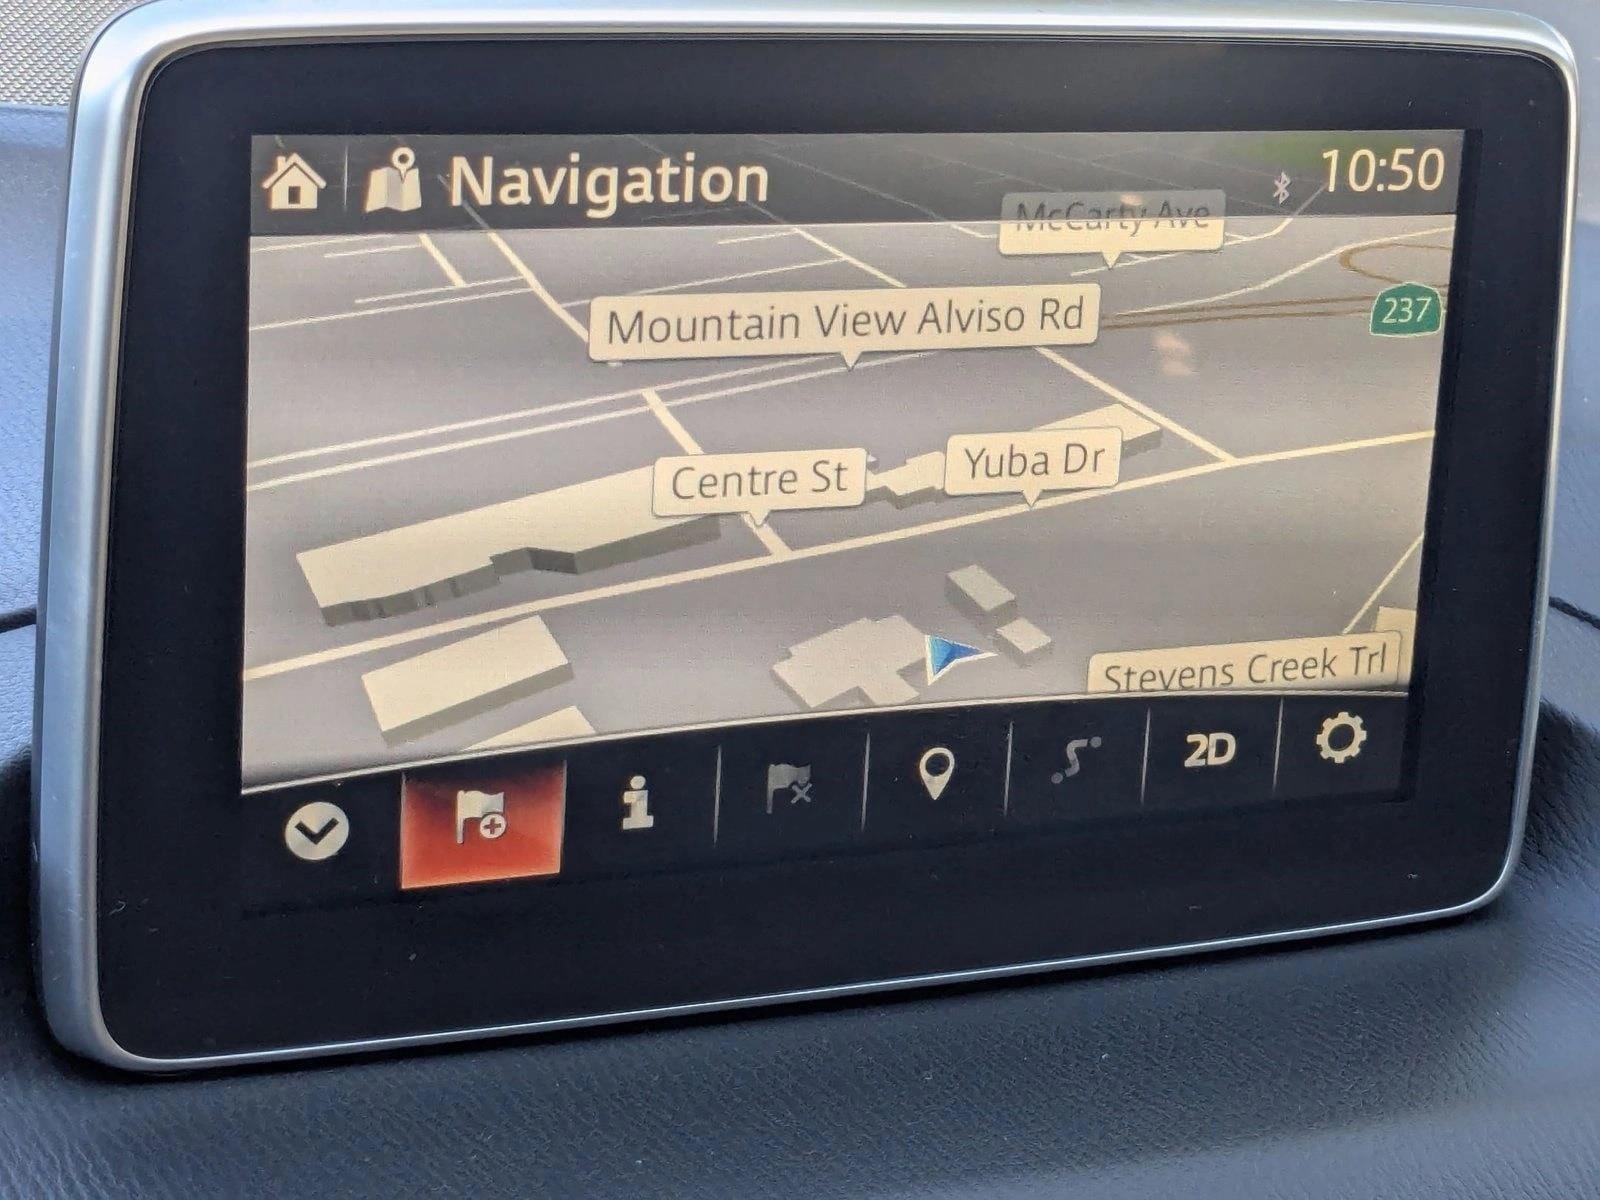 Navigation
10:50
McCarty Ave
Mountain View Alviso Rd
237
Centre St
Yuba Dr
Stevens Creek Trl
2D